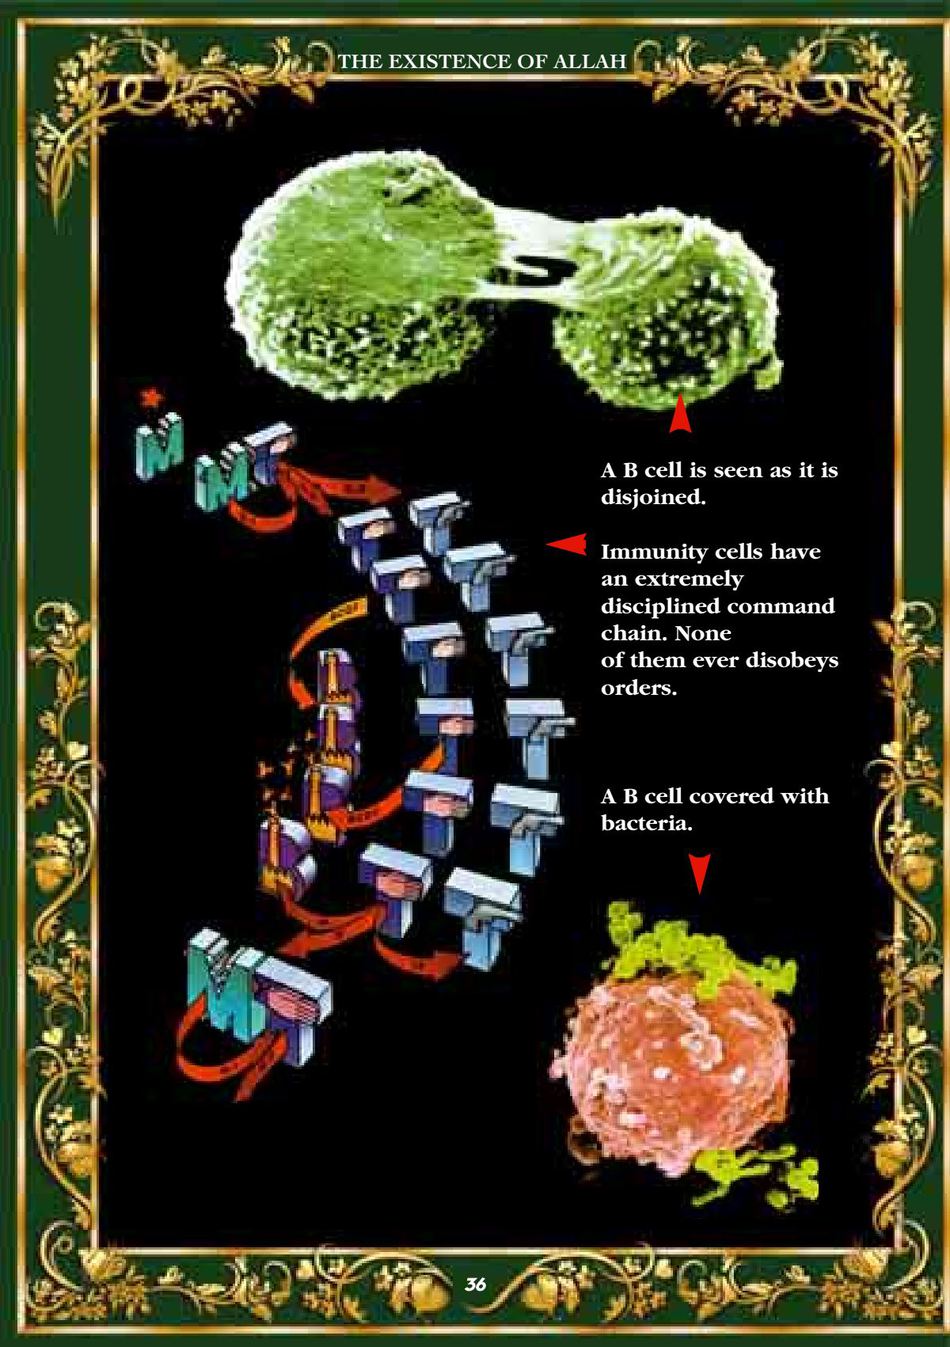 THE EXISTENCE OF ALLAH
A B cell is seen as it is
disjoined.
Immunity cells have
an extremely
disciplined command
chain. None
of them ever disobeys
orders.
A B cell covered with
bacteria.
M
M T
T T
T T
T T
B
B T T
B T T
B
T T
M T
36